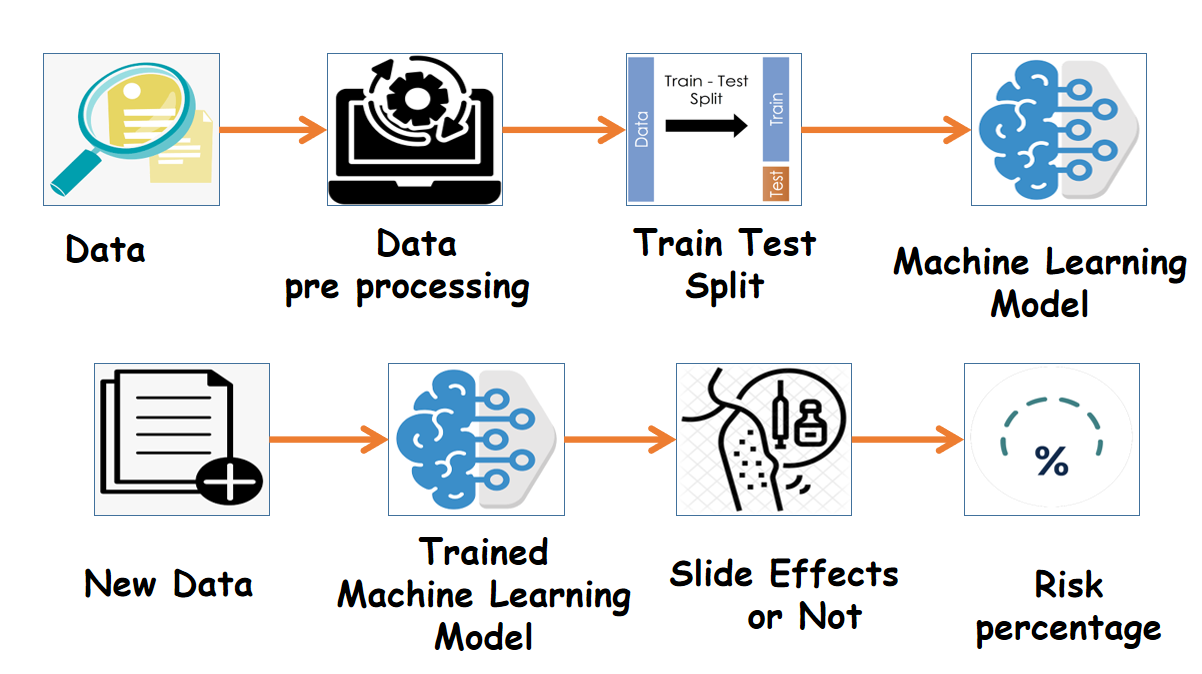 Data
Train - Test
Split
Train
Test
%
Data
Data
pre processing
Train Test
Split
Machine Learning
Model
New Data
Trained
Machine Learning
Model
Slide Effects
or Not
Risk
percentage